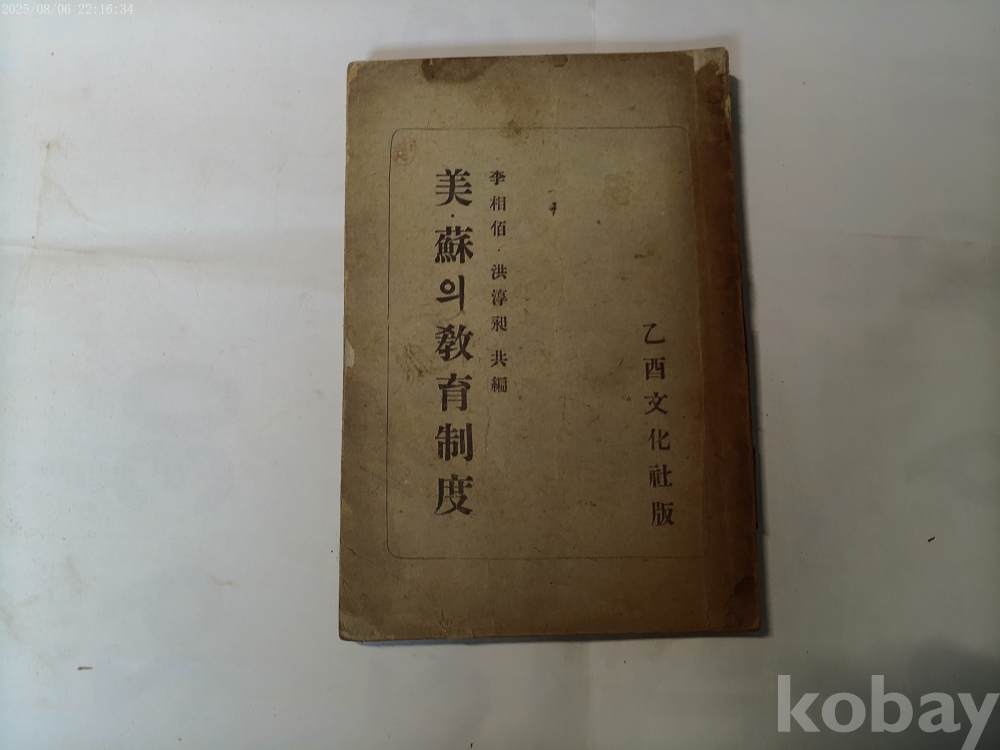 2025/08/06 22:16:34
美·蘇의敎育制度
李相佰·洪淳昶 共編
乙酉文化社版
kobay